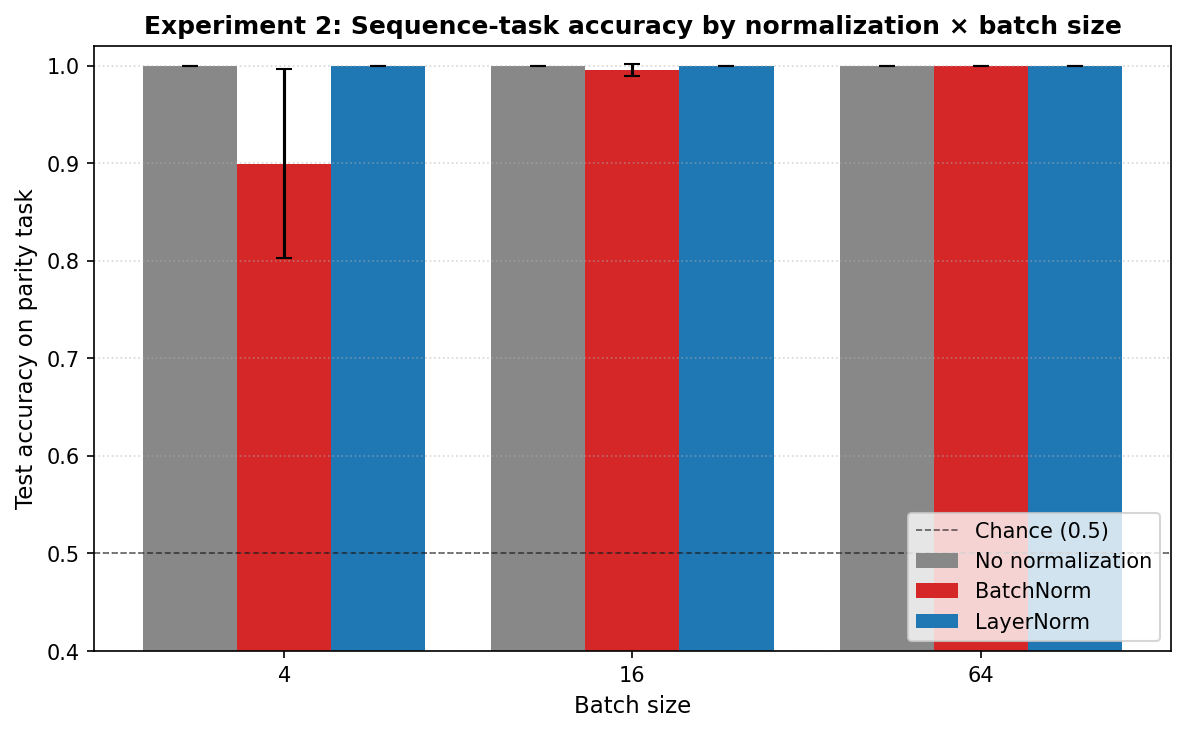 Experiment 2: Sequence-task accuracy by normalization × batch size
Test accuracy on parity task
1.0
0.9
0.8
0.7
0.6
0.5
0.4
4
16
64
Batch size
Chance (0.5)
No normalization
BatchNorm
LayerNorm